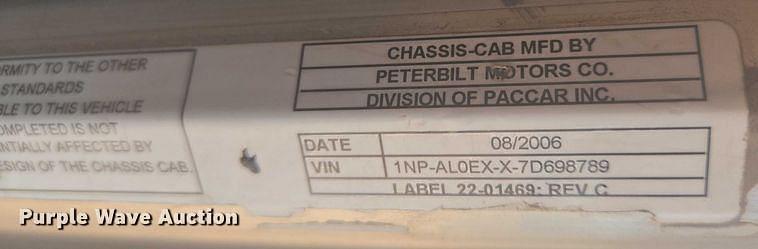 RMITY TO THE OTHER
STANDARDS
BLE TO THIS VEHICLE
OMPLETED IS NOT
NTIALLY AFFECTED BY
ESIGN OF THE CHASSIS CAB.
CHASSIS-CAB MFD BY
PETERBILT MOTORS CO.
DIVISION OF PACCAR INC.
DATE 08/2006
VIN 1NP-AL0EX-X-7D698789
LABEL 22-01469: REV C
Purple Wave Auction